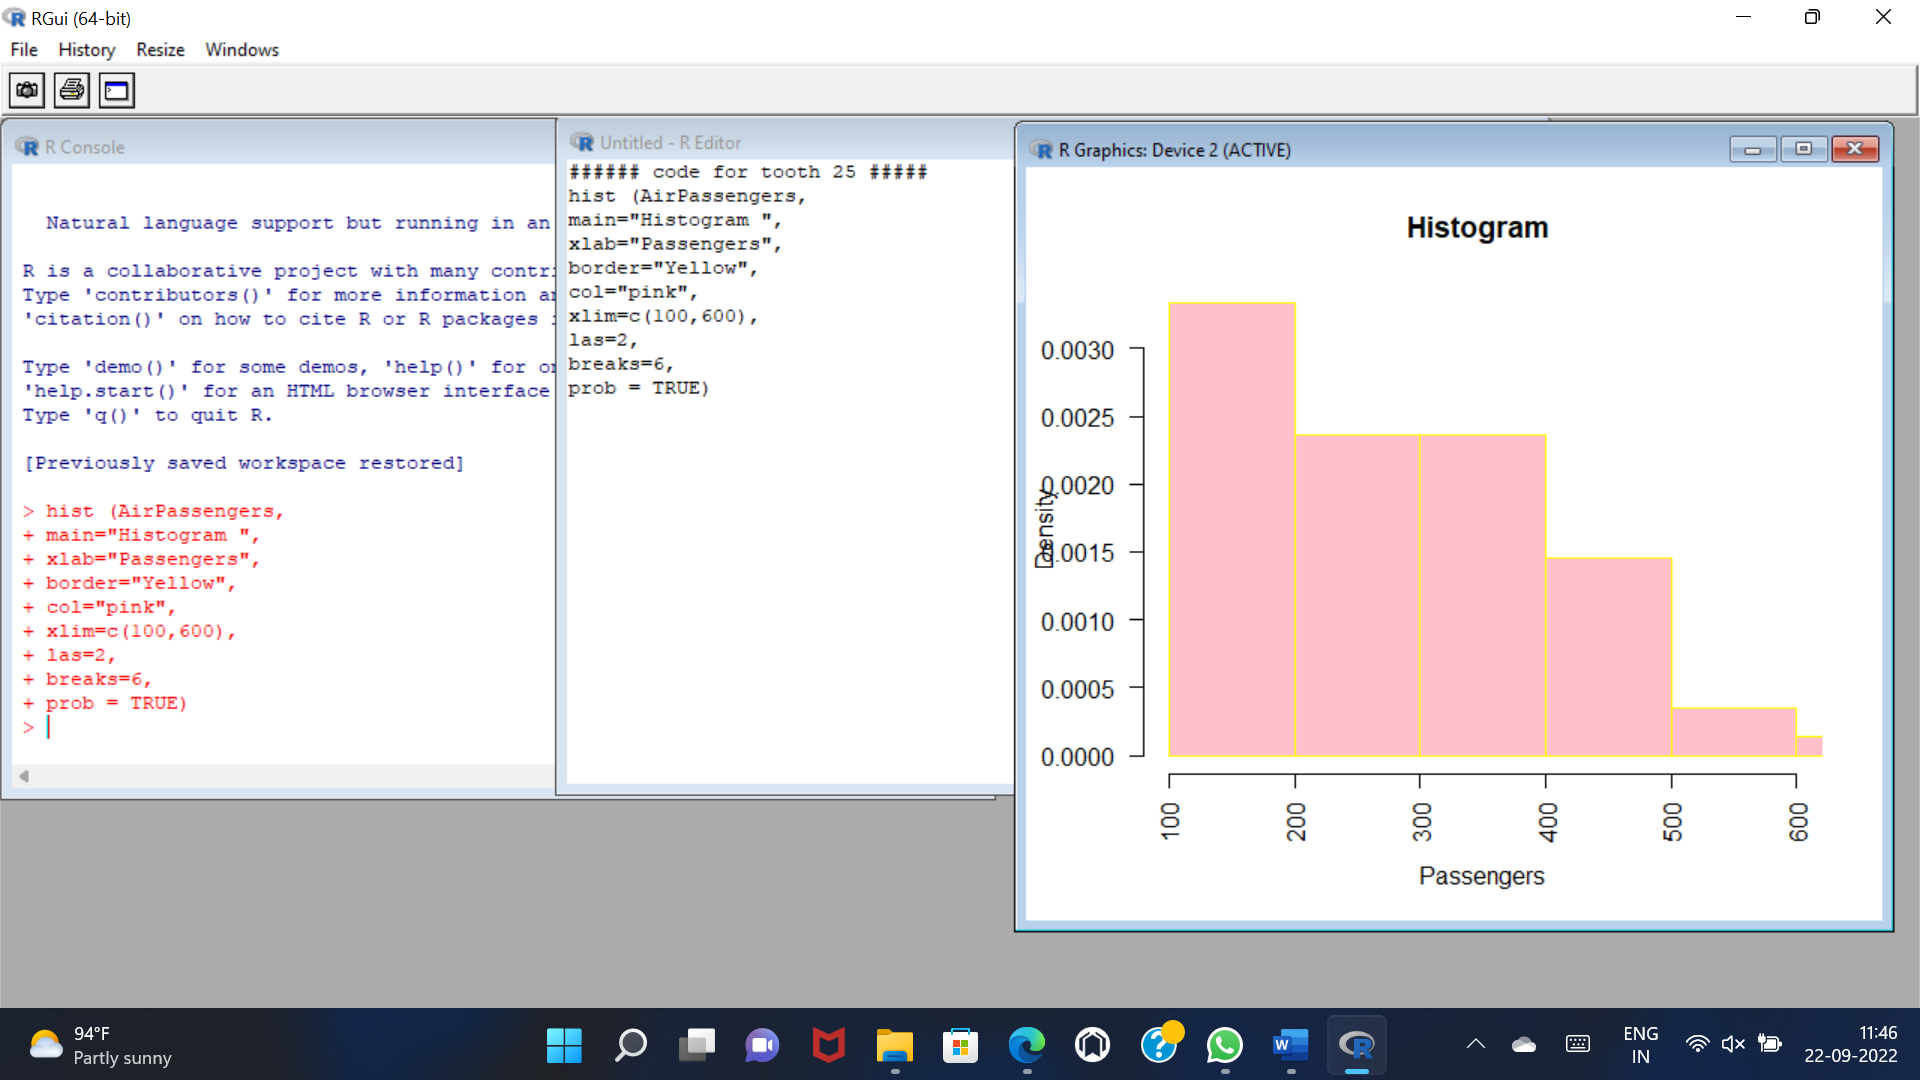 RGui (64-bit)
File History Resize Windows
R Console
Natural language support but running in an
R is a collaborative project with many
Type 'contributors()' for more information
'citation()' on how to cite R or R packages
Type 'demo()' for some demos, 'help()' for
'help.start()' for an HTML browser interface
Type 'q()' to quit R.
[Previously saved workspace restored]
> hist (AirPassengers,
+ main="Histogram ",
+ xlab="Passengers",
+ border="Yellow",
+ col="pink",
+ xlim=c(100,600),
+ las=2,
+ breaks=6,
+ prob = TRUE)
>
Untitled - R Editor
###### code for tooth 25 #####
hist (AirPassengers,
main="Histogram ",
xlab="Passengers",
border="Yellow",
col="pink",
xlim=c(100,600),
las=2,
breaks=6,
prob = TRUE)
R Graphics: Device 2 (ACTIVE)
Histogram
Density
0.0030
0.0025
0.0020
0.0015
0.0010
0.0005
0.0000
100 200 300 400 500 600
Passengers
94°F
Partly sunny
ENG
IN
11:46
22-09-2022